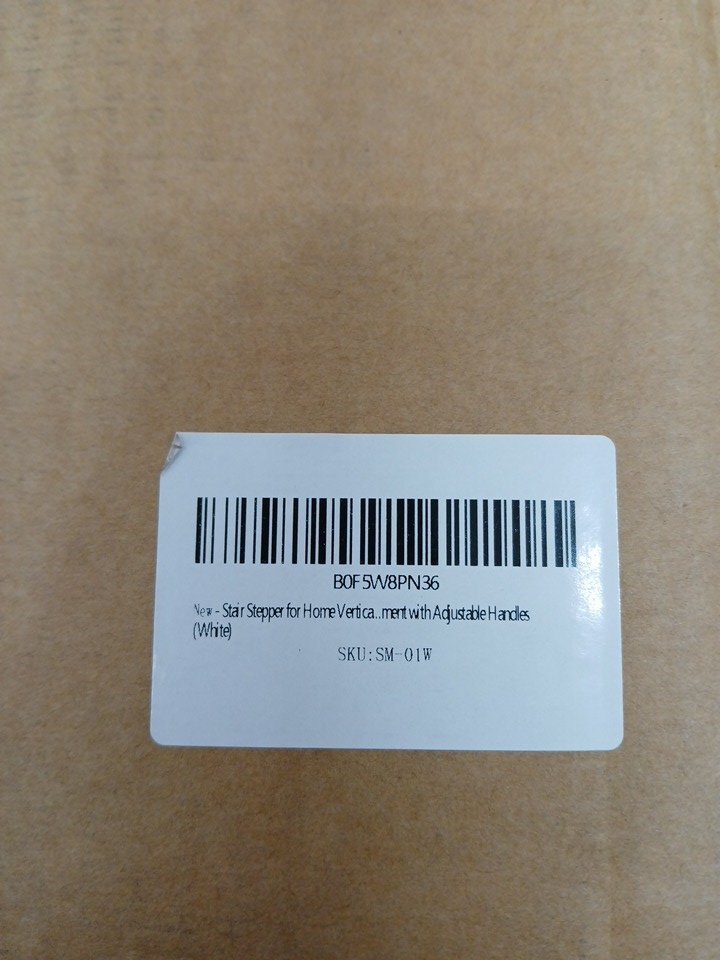 B0F5W8PN36
New - Stair Stepper for Home Vertica...ment with Adjustable Handles
(White)
SKU:SM-01W